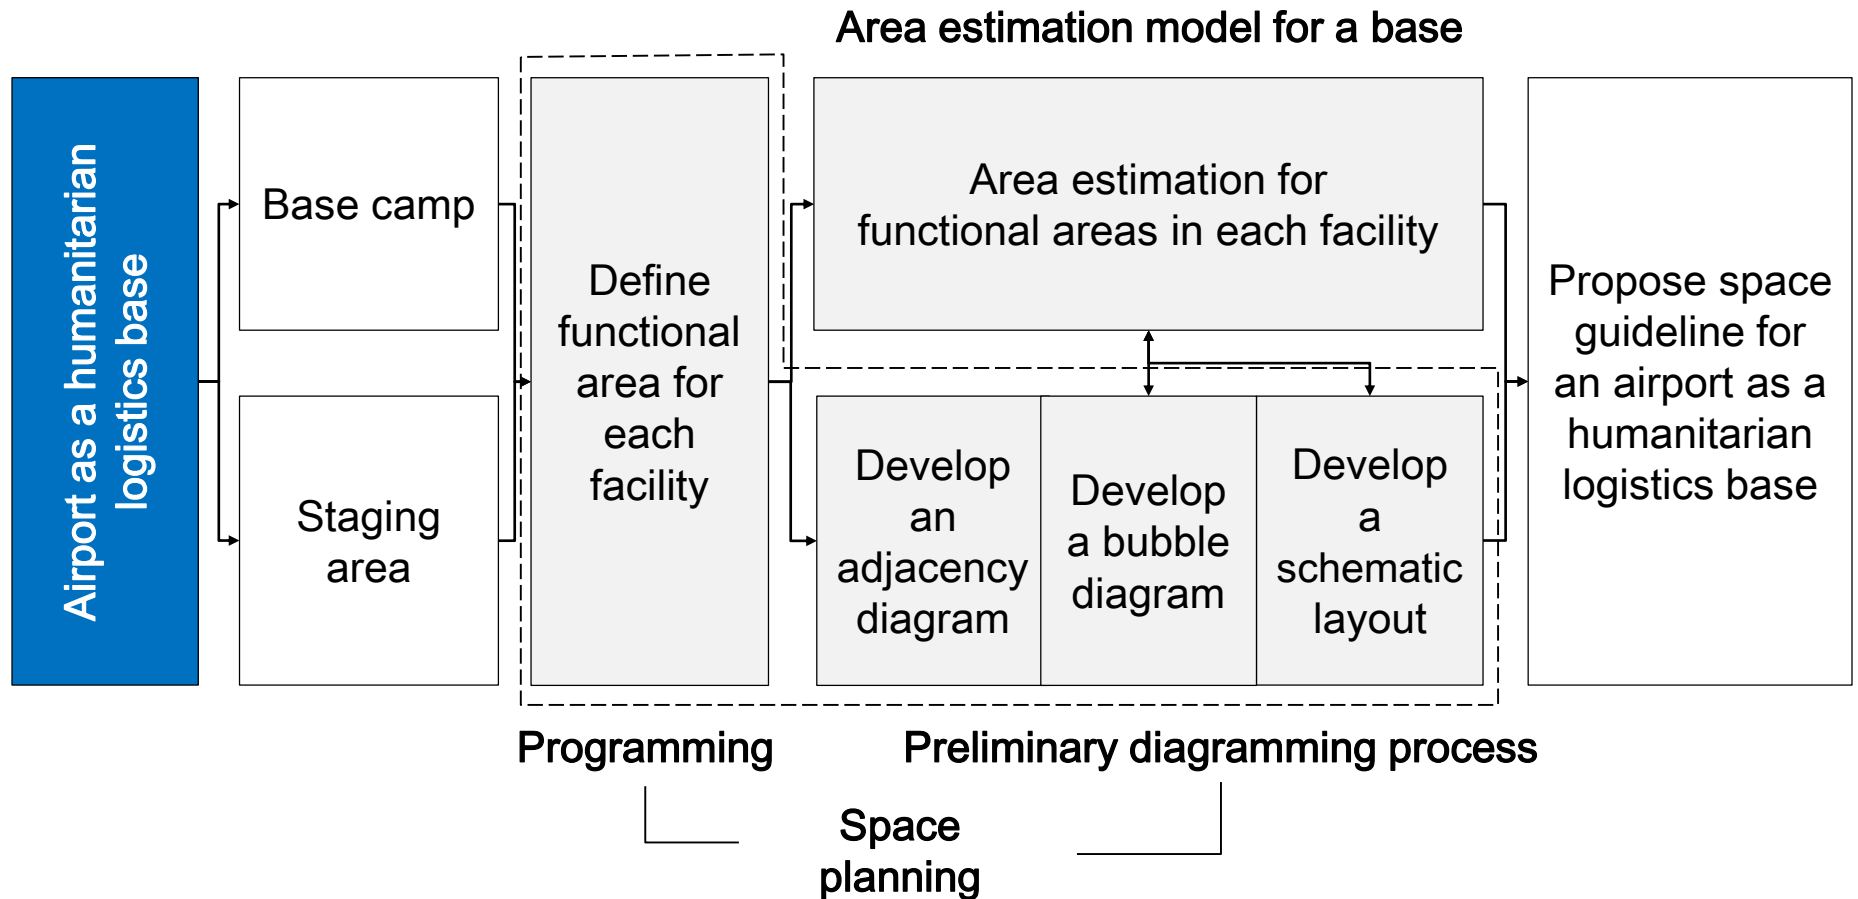 Area estimation model for a base
Airport as a humanitarian
logistics base
Base camp
Staging
area
Define
functional
area for
each
facility
Area estimation for
functional areas in each facility
Develop
an
adjacency
diagram
Develop
a bubble
diagram
Develop
a
schematic
layout
Propose space
guideline for
an airport as a
humanitarian
logistics base
Programming
Preliminary diagramming process
Space
planning